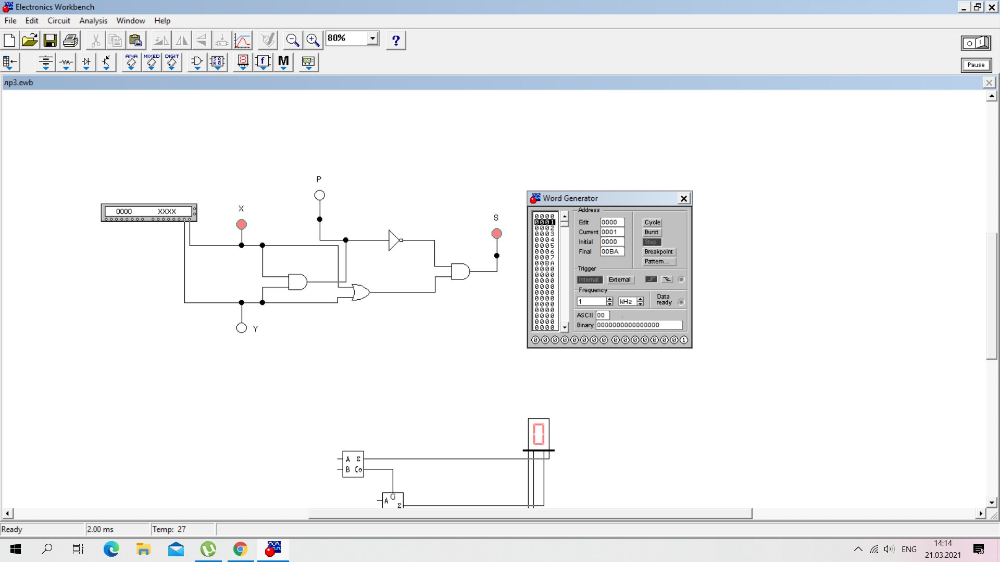 Electronics Workbench
File Edit Circuit Analysis Window Help
80%
?
Pause
ANA MIXED DIGIT
f M
лр3.ewb
P
X
S
Y
0000 XXXX
Word Generator
0000
0001
0002
0003
0004
0005
0006
0007
00BA
0000
0000
0000
0000
0000
0000
0000
0000
0000
0000
0000
Address
Edit 0000
Current 0001
Initial 0000
Final 00BA
Cycle
Burst
Step
Breakpoint
Pattern...
Trigger
Internal External
Frequency
1 kHz
Data ready
ASCII 00
Binary 0000000000000000
0 0 0 0 0 0 0 0 0 0 0 0 0 0 0 1
0
A Σ
B Co
Ci
A
Σ
Ready 2.00 ms Temp: 27
ENG
14:14
21.03.2021